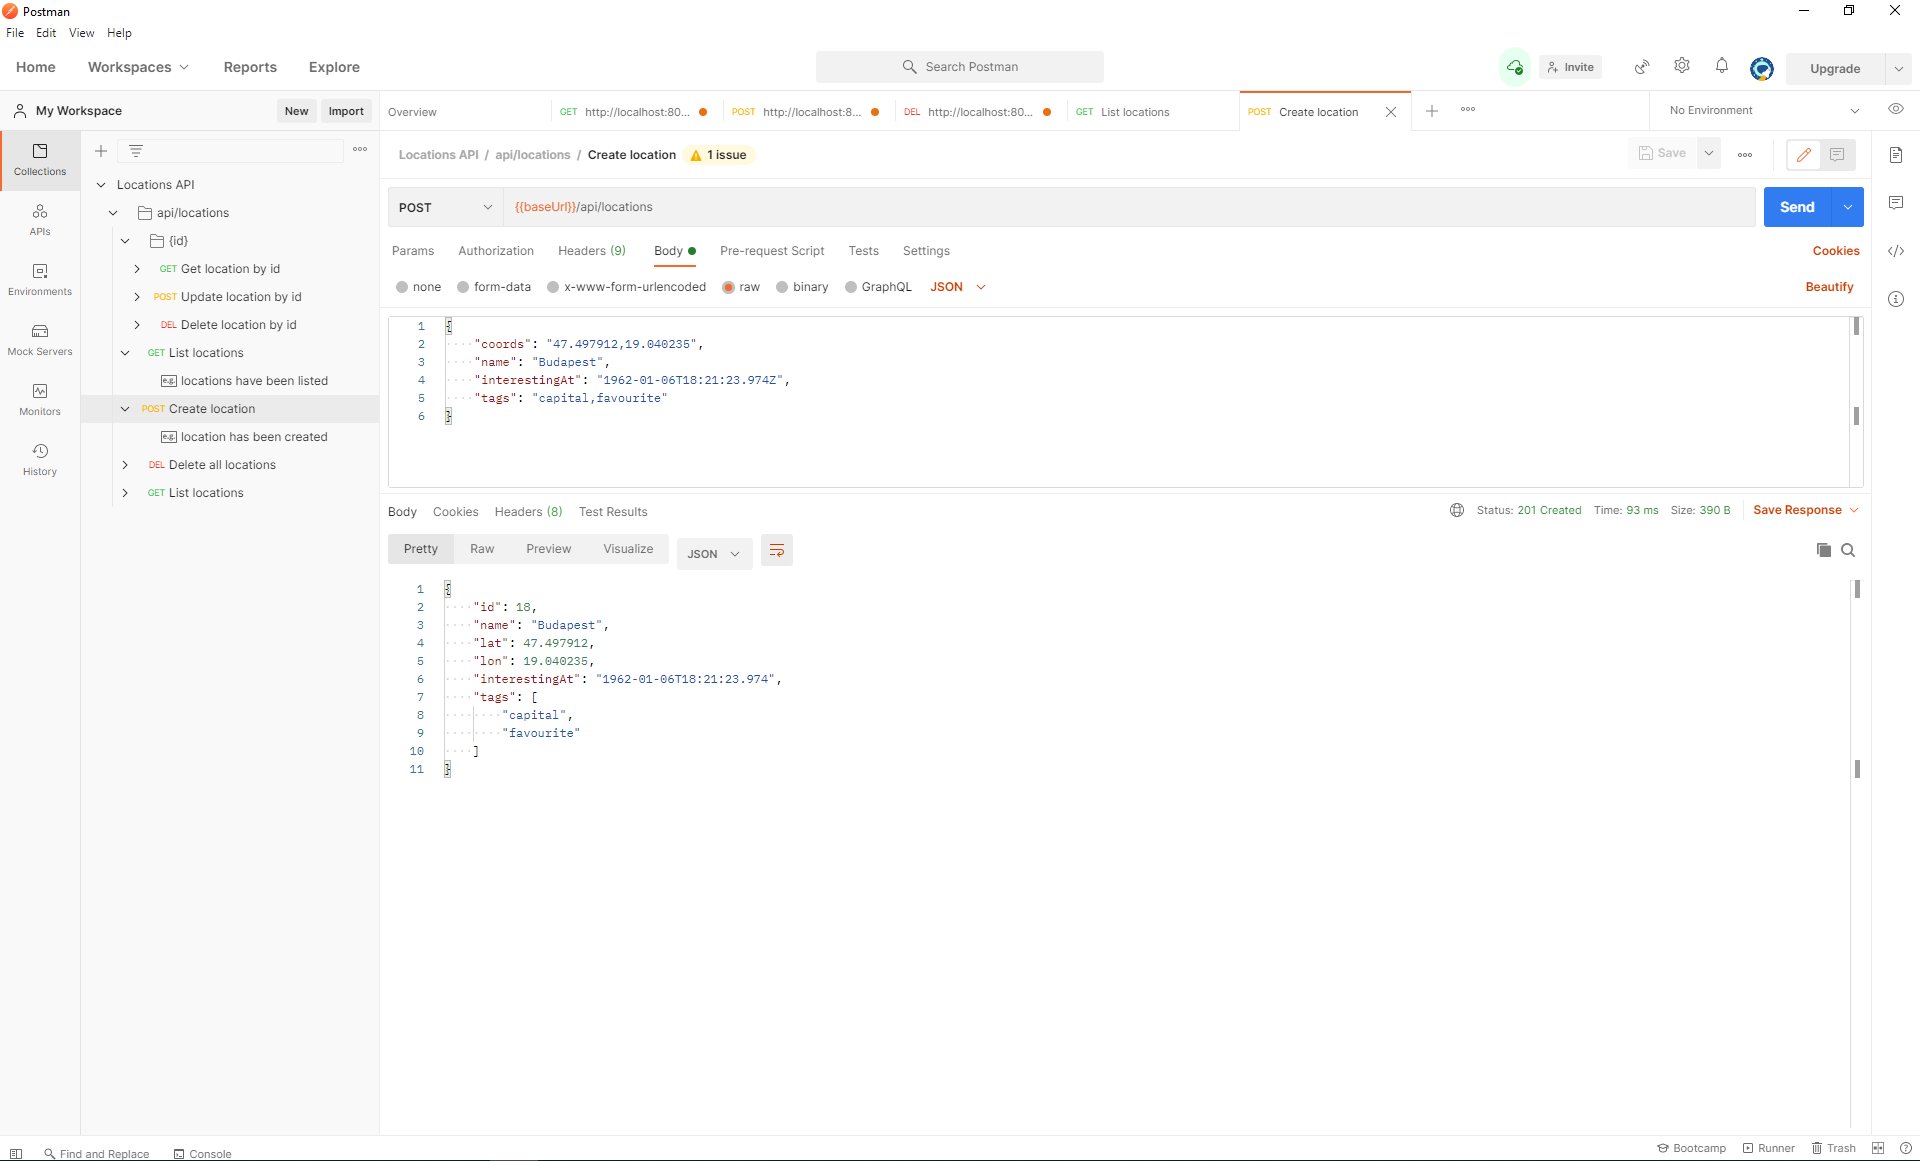 Postman
File Edit View Help
Home Workspaces Reports Explore
Search Postman
Invite
Upgrade
My Workspace
New Import
Overview
GET http://localhost:80...
POST http://localhost:8...
DEL http://localhost:80...
GET List locations
POST Create location
No Environment
Collections
APIs
Environments
Mock Servers
Monitors
History
Locations API
api/locations
{id}
GET Get location by id
POST Update location by id
DEL Delete location by id
GET List locations
e.g. locations have been listed
POST Create location
e.g. location has been created
DEL Delete all locations
GET List locations
Locations API / api/locations / Create location 1 issue
Save
POST {{baseUrl}}/api/locations
Send
Params Authorization Headers (9) Body Pre-request Script Tests Settings Cookies
none form-data x-www-form-urlencoded raw binary GraphQL JSON Beautify
1 {
2 "coords": "47.497912,19.040235",
3 "name": "Budapest",
4 "interestingAt": "1962-01-06T18:21:23.974Z",
5 "tags": "capital,favourite"
6 }
Body Cookies Headers (8) Test Results
Status: 201 Created Time: 93 ms Size: 390 B Save Response
Pretty Raw Preview Visualize JSON
1 {
2 "id": 18,
3 "name": "Budapest",
4 "lat": 47.497912,
5 "lon": 19.040235,
6 "interestingAt": "1962-01-06T18:21:23.974",
7 "tags": [
8 "capital",
9 "favourite"
10 ]
11 }
Find and Replace Console
Bootcamp Runner Trash